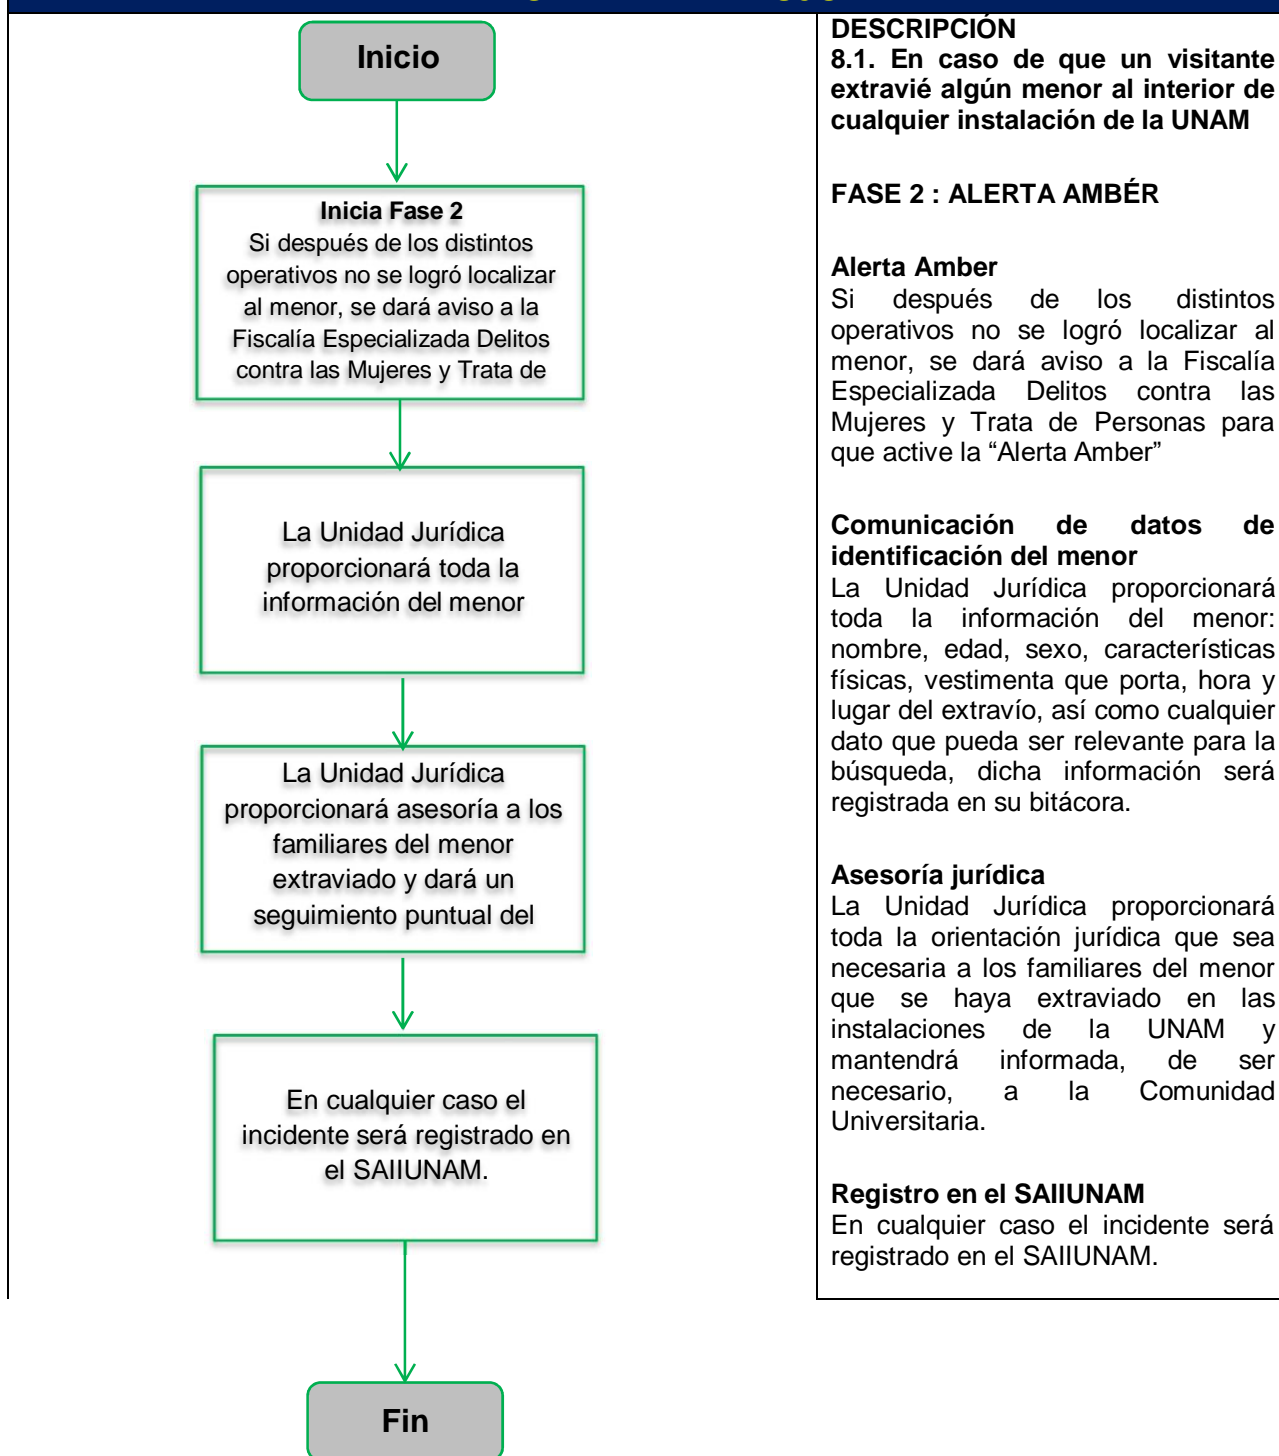 Inicio
Inicia Fase 2
Si después de los distintos
operativos no se logró localizar
al menor, se dará aviso a la
Fiscalía Especializada Delitos
contra las Mujeres y Trata de
La Unidad Jurídica
proporcionará toda la
información del menor
La Unidad Jurídica
proporcionará asesoría a los
familiares del menor
extraviado y dará un
seguimiento puntual del
En cualquier caso el
incidente será registrado en
el SAIIUNAM.
Fin
DESCRIPCIÓN
8.1. En caso de que un visitante
extravié algún menor al interior de
cualquier instalación de la UNAM
FASE 2 : ALERTA AMBÉR
Alerta Amber
Si después de los distintos
operativos no se logró localizar al
menor, se dará aviso a la Fiscalía
Especializada Delitos contra las
Mujeres y Trata de Personas para
que active la “Alerta Amber”
Comunicación de datos de
identificación del menor
La Unidad Jurídica proporcionará
toda la información del menor:
nombre, edad, sexo, características
físicas, vestimenta que porta, hora y
lugar del extravío, así como cualquier
dato que pueda ser relevante para la
búsqueda, dicha información será
registrada en su bitácora.
Asesoría jurídica
La Unidad Jurídica proporcionará
toda la orientación jurídica que sea
necesaria a los familiares del menor
que se haya extraviado en las
instalaciones de la UNAM y
mantendrá informada, de ser
necesario, a la Comunidad
Universitaria.
Registro en el SAIIUNAM
En cualquier caso el incidente será
registrado en el SAIIUNAM.